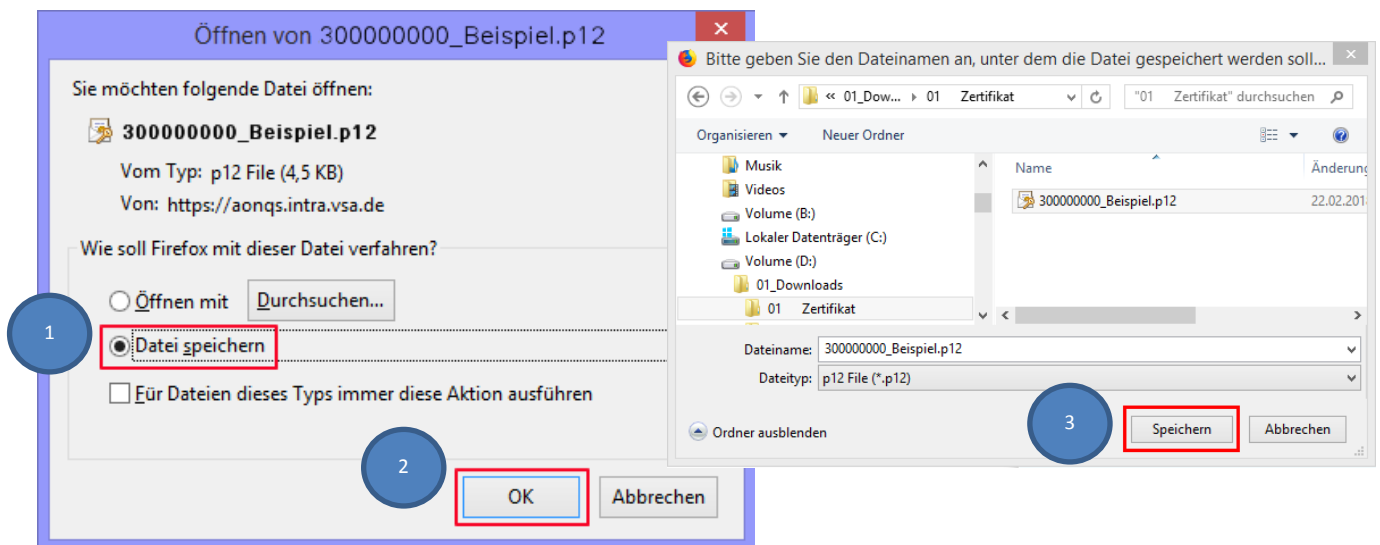 Öffnen von 300000000_Beispiel.p12
Sie möchten folgende Datei öffnen:
300000000_Beispiel.p12
Vom Typ: p12 File (4,5 KB)
Von: https://aonqs.intra.vsa.de
Wie soll Firefox mit dieser Datei verfahren?
Öffnen mit Durchsuchen...
1
Datei speichern
Für Dateien dieses Typs immer diese Aktion ausführen
2
OK Abbrechen
Bitte geben Sie den Dateinamen an, unter dem die Datei gespeichert werden soll...
« 01_Dow... 01 Zertifikat "01 Zertifikat" durchsuchen
Organisieren Neuer Ordner
Musik
Videos
Volume (B:)
Lokaler Datenträger (C:)
Volume (D:)
01_Downloads
01 Zertifikat
Name Änderung
300000000_Beispiel.p12 22.02.201
Dateiname: 300000000_Beispiel.p12
Dateityp: p12 File (*.p12)
3
Ordner ausblenden Speichern Abbrechen